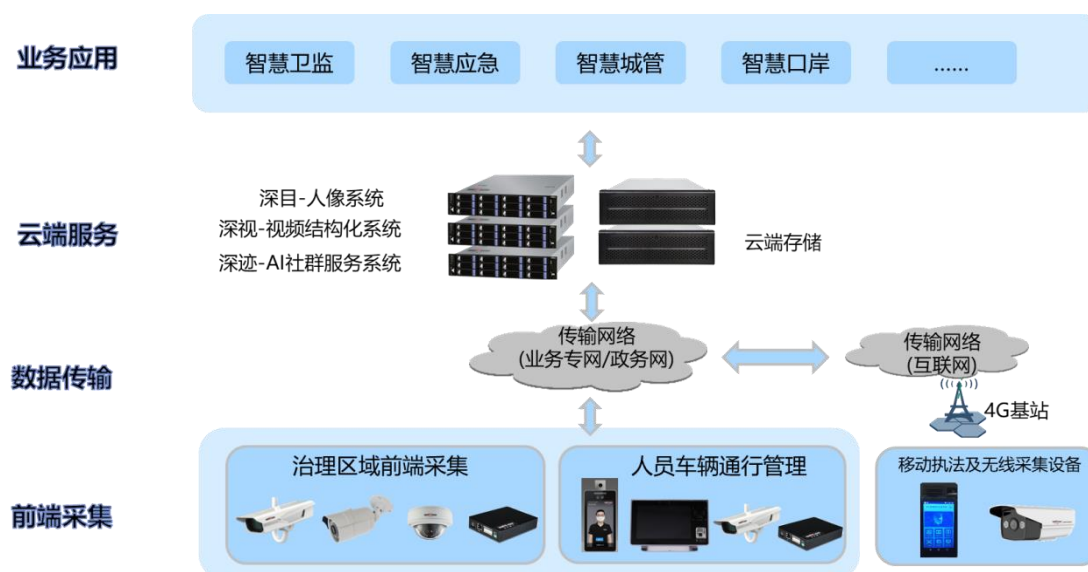 业务应用
智慧卫监
智慧应急
智慧城管
智慧口岸
......
云端服务
深目-人像系统
深视-视频结构化系统
深迹-AI社群服务系统
云端存储
数据传输
传输网络
(业务专网/政务网)
传输网络
(互联网)
4G基站
前端采集
治理区域前端采集
人员车辆通行管理
移动执法及无线采集设备